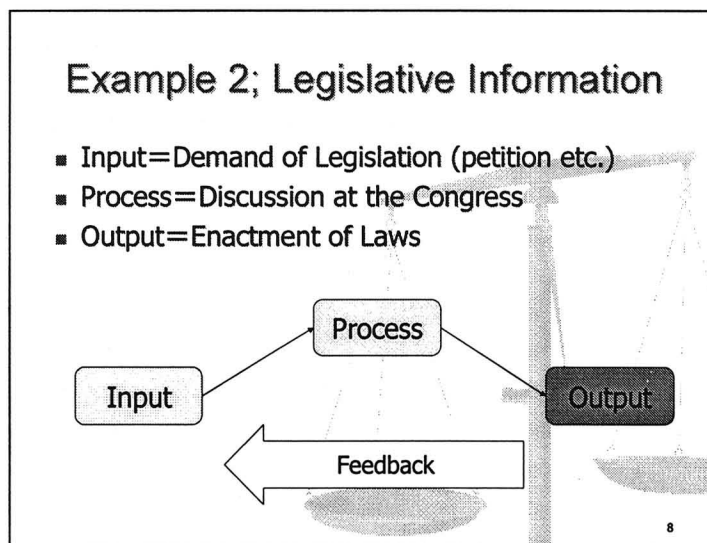 Example 2; Legislative Information
■ Input＝Demand of Legislation (petition etc.)
■ Process＝Discussion at the Congress
■ Output＝Enactment of Laws
Process
Input
Output
Feedback
8